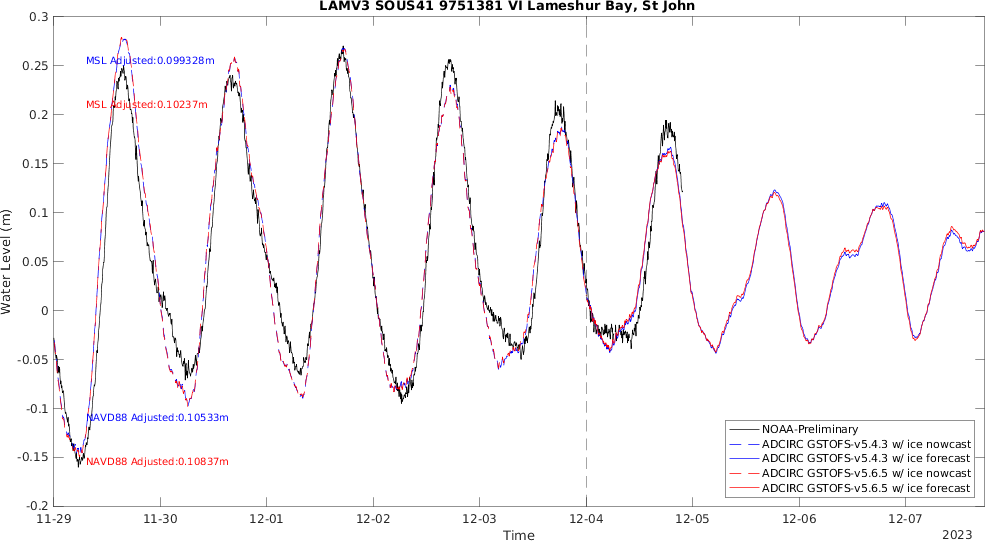 LAMV3 SOUS41 9751381 VI Lameshur Bay, St John
0.3
0.25
0.2
0.15
0.1
0.05
0
-0.05
-0.1
-0.15
-0.2
Water Level (m)
MSL Adjusted:0.099328m
MSL Adjusted:0.10237m
NAVD88 Adjusted:0.10533m
NAVD88 Adjusted:0.10837m
NOAA-Preliminary
ADCIRC GSTOFS-v5.4.3 w/ ice nowcast
ADCIRC GSTOFS-v5.4.3 w/ ice forecast
ADCIRC GSTOFS-v5.6.5 w/ ice nowcast
ADCIRC GSTOFS-v5.6.5 w/ ice forecast
11-29
11-30
12-01
12-02
12-03
12-04
12-05
12-06
12-07
Time
2023